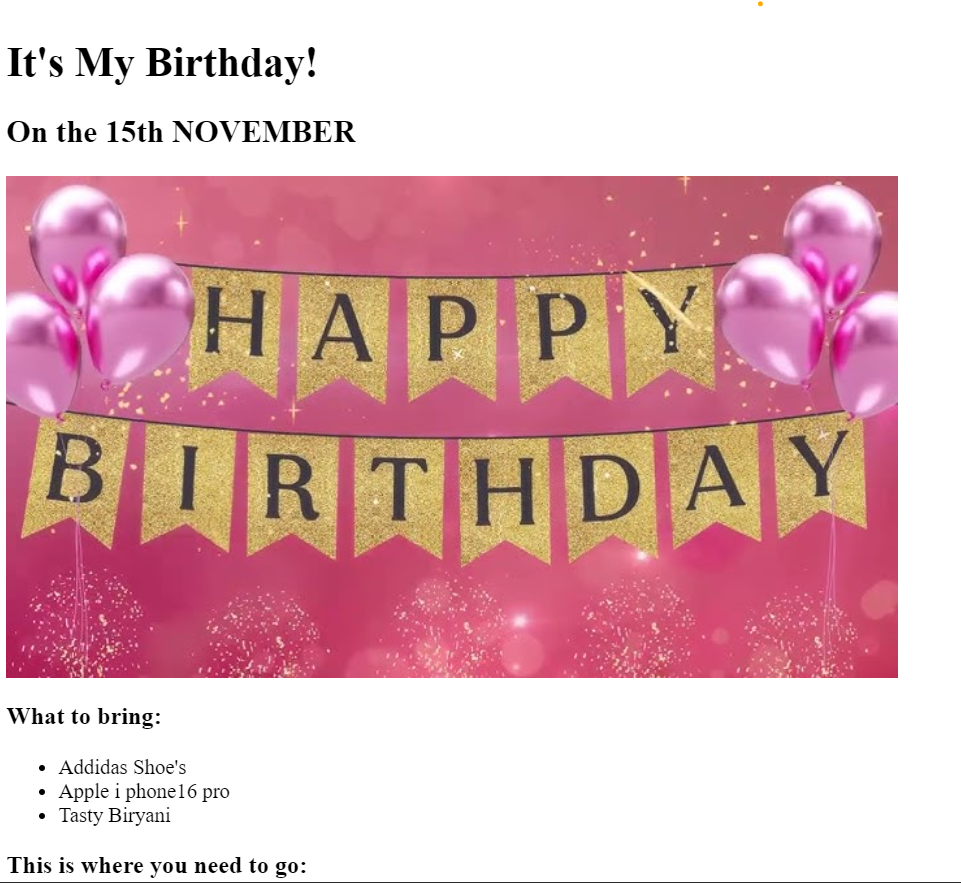 It's My Birthday!
On the 15th NOVEMBER
HAPPY
BIRTHDAY
What to bring:
Addidas Shoe's
Apple i phone16 pro
Tasty Biryani
This is where you need to go: